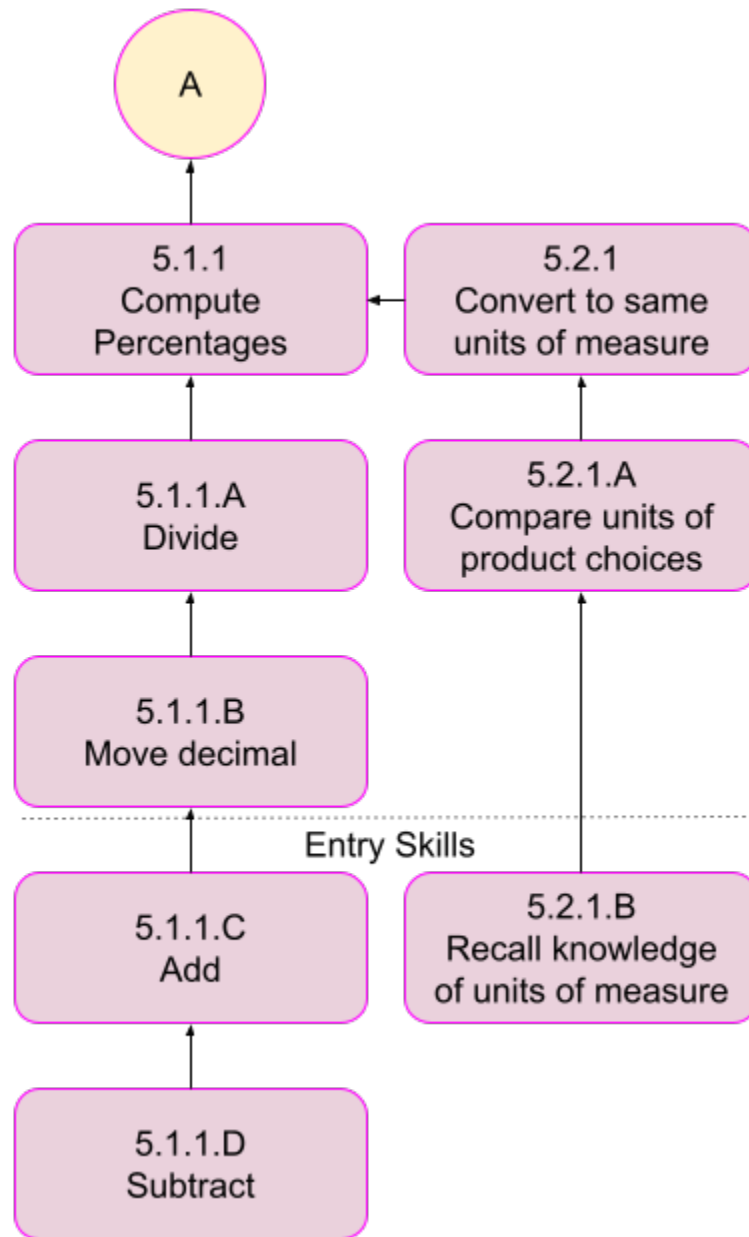 A
5.1.1
Compute
Percentages
5.2.1
Convert to same
units of measure
5.1.1.A
Divide
5.2.1.A
Compare units of
product choices
5.1.1.B
Move decimal
Entry Skills
5.1.1.C
Add
5.2.1.B
Recall knowledge
of units of measure
5.1.1.D
Subtract